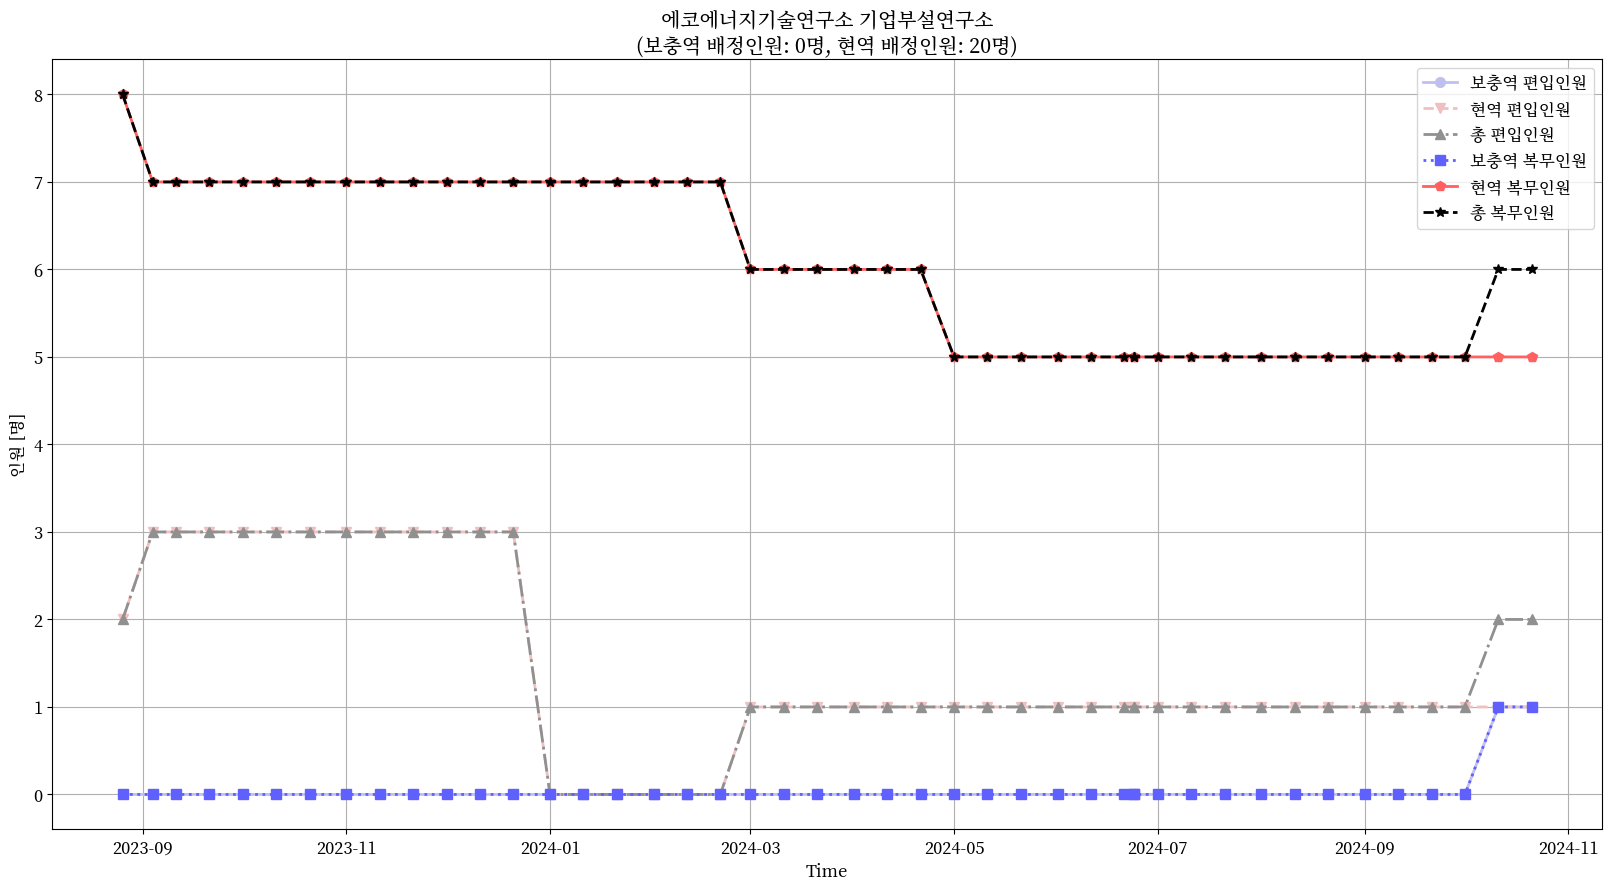 에코에너지기술연구소 기업부설연구소
(보충역 배정인원: 0명, 현역 배정인원: 20명)
보충역 편입인원
현역 편입인원
총 편입인원
보충역 복무인원
현역 복무인원
총 복무인원
인원 [명]
8
7
6
5
4
3
2
1
0
2023-09
2023-11
2024-01
2024-03
2024-05
2024-07
2024-09
2024-11
Time